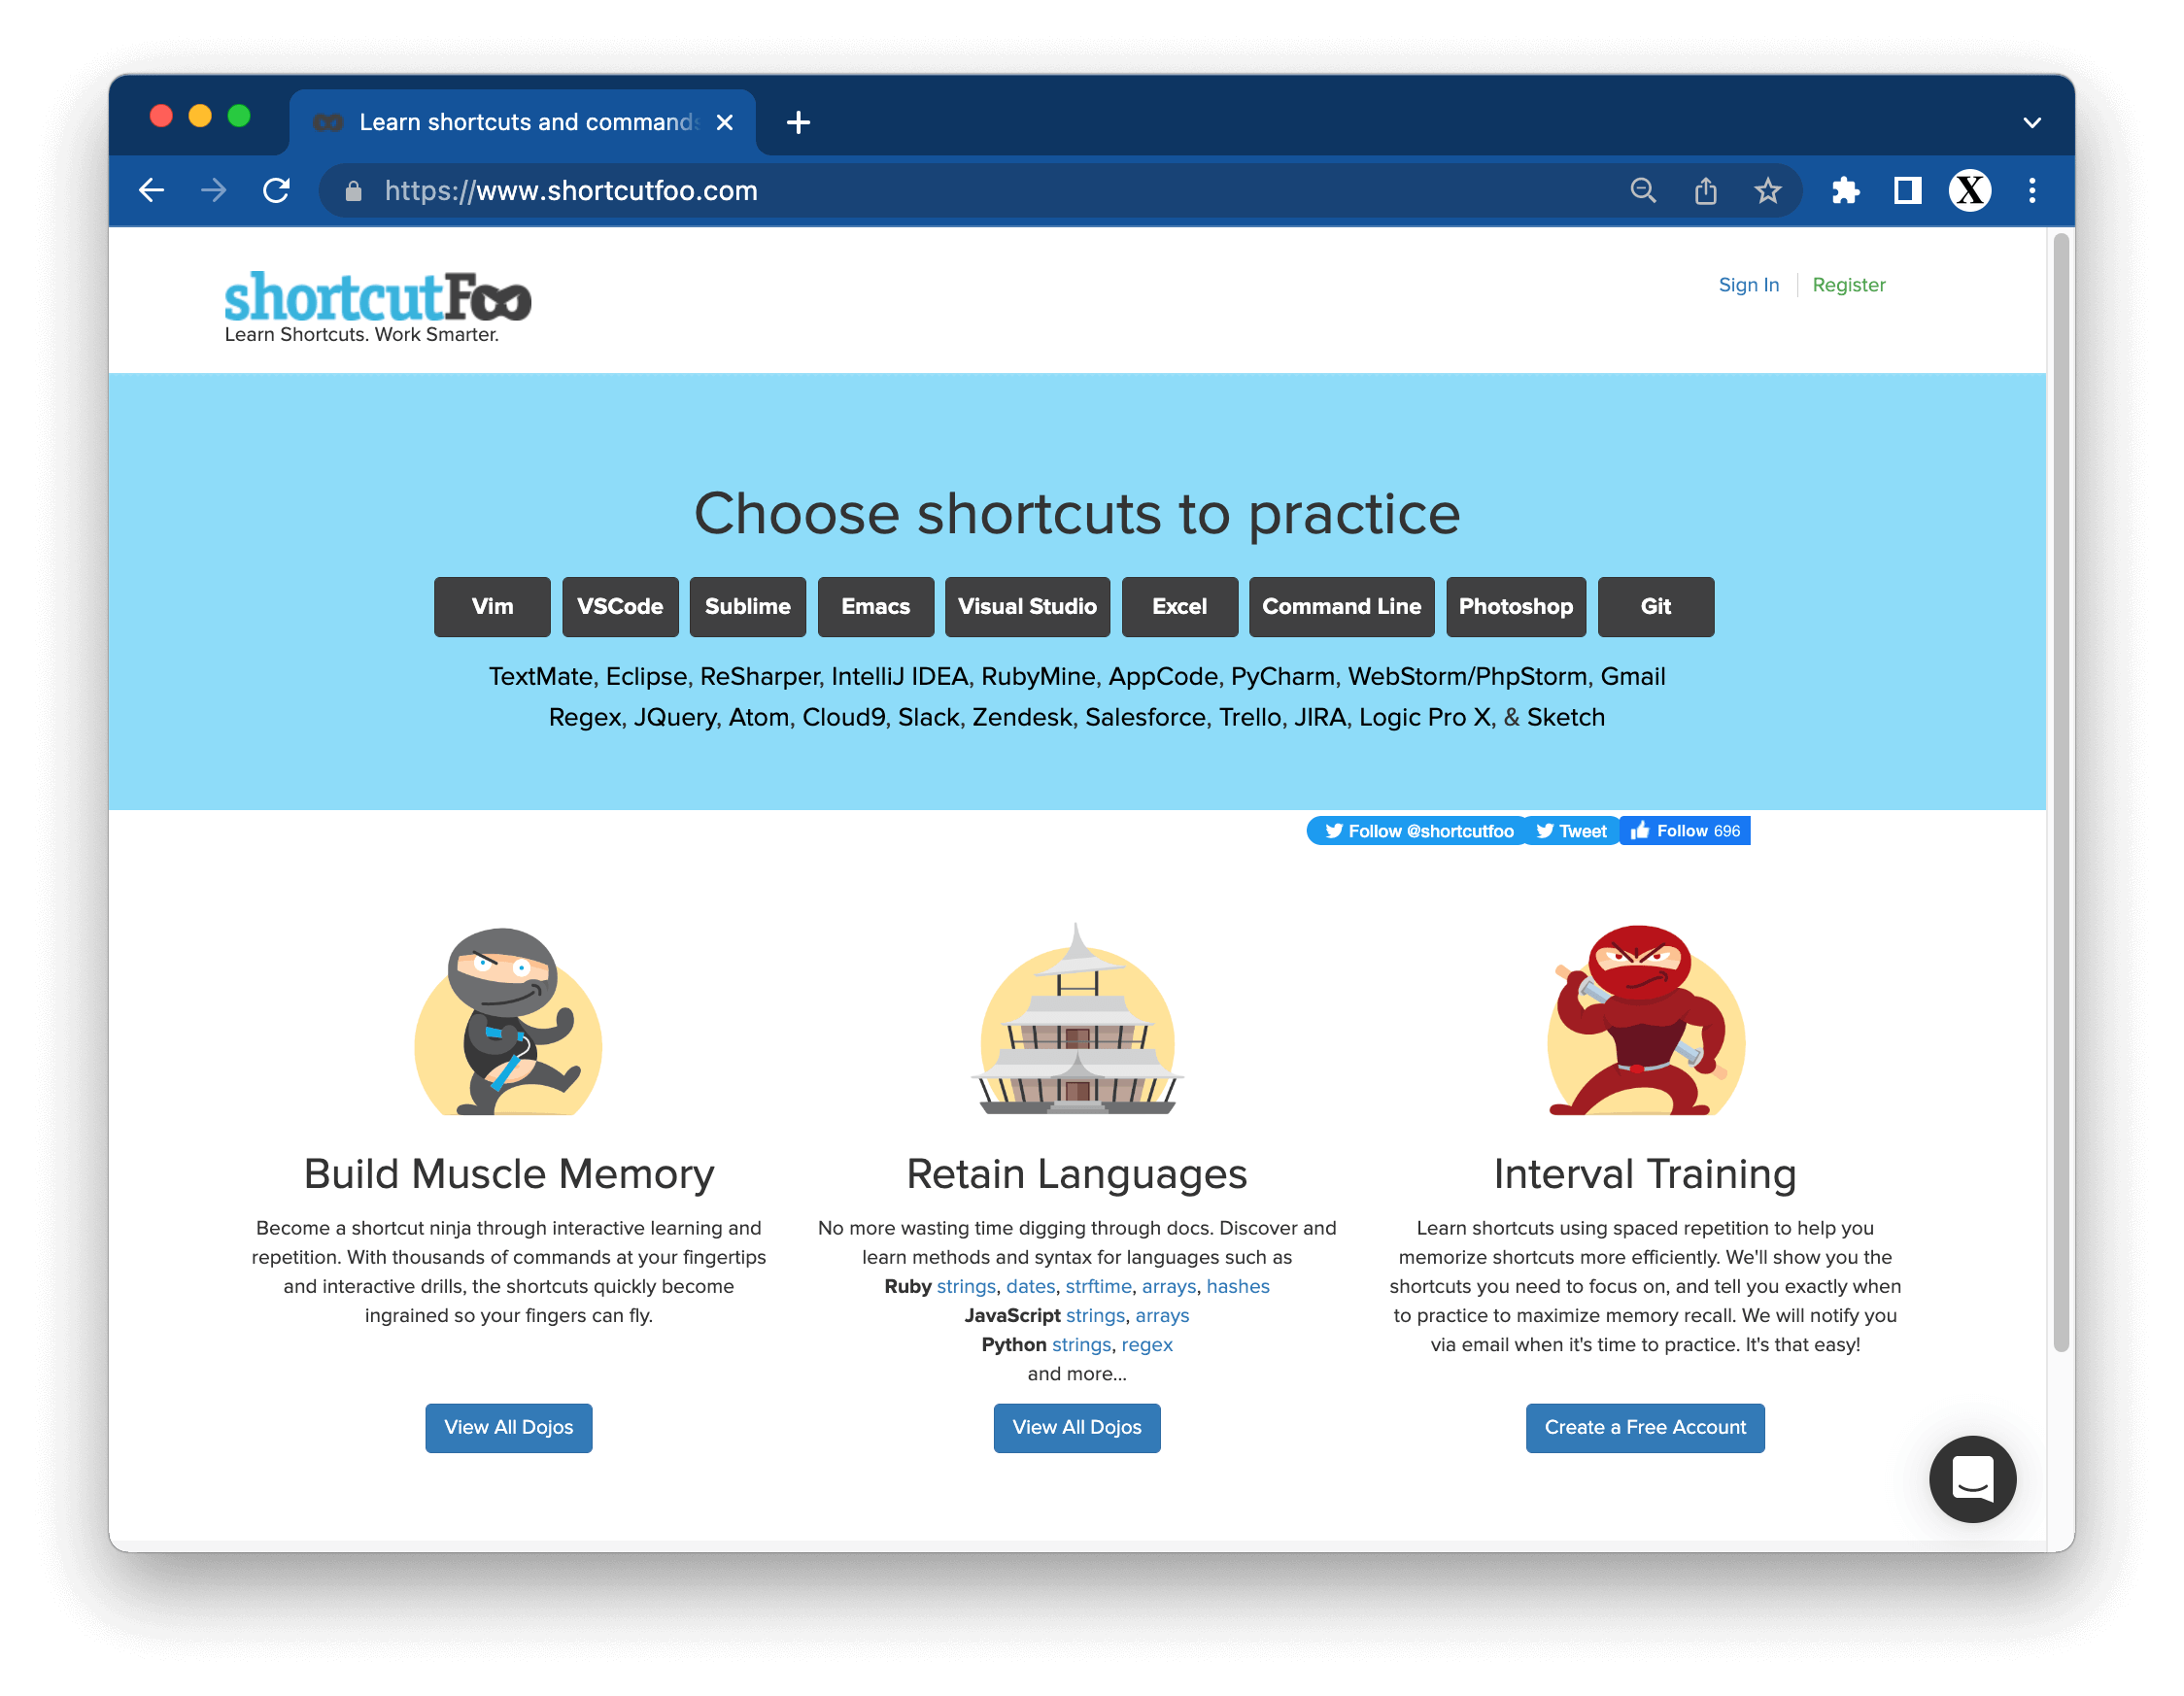 Learn shortcuts and commands
https://www.shortcutfoo.com
X
shortcutFoo
Learn Shortcuts. Work Smarter.
Sign In
Register
Choose shortcuts to practice
Vim VSCode Sublime Emacs Visual Studio Excel Command Line Photoshop Git
TextMate, Eclipse, ReSharper, IntelliJ IDEA, RubyMine, AppCode, PyCharm, WebStorm/PhpStorm, Gmail
Regex, JQuery, Atom, Cloud9, Slack, Zendesk, Salesforce, Trello, JIRA, Logic Pro X, & Sketch
Follow @shortcutfoo Tweet Follow 696
Build Muscle Memory
Become a shortcut ninja through interactive learning and
repetition. With thousands of commands at your fingertips
and interactive drills, the shortcuts quickly become
ingrained so your fingers can fly.
View All Dojos
Retain Languages
No more wasting time digging through docs. Discover and
learn methods and syntax for languages such as
Ruby strings, dates, strftime, arrays, hashes
JavaScript strings, arrays
Python strings, regex
and more...
View All Dojos
Interval Training
Learn shortcuts using spaced repetition to help you
memorize shortcuts more efficiently. We'll show you the
shortcuts you need to focus on, and tell you exactly when
to practice to maximize memory recall. We will notify you
via email when it's time to practice. It's that easy!
Create a Free Account